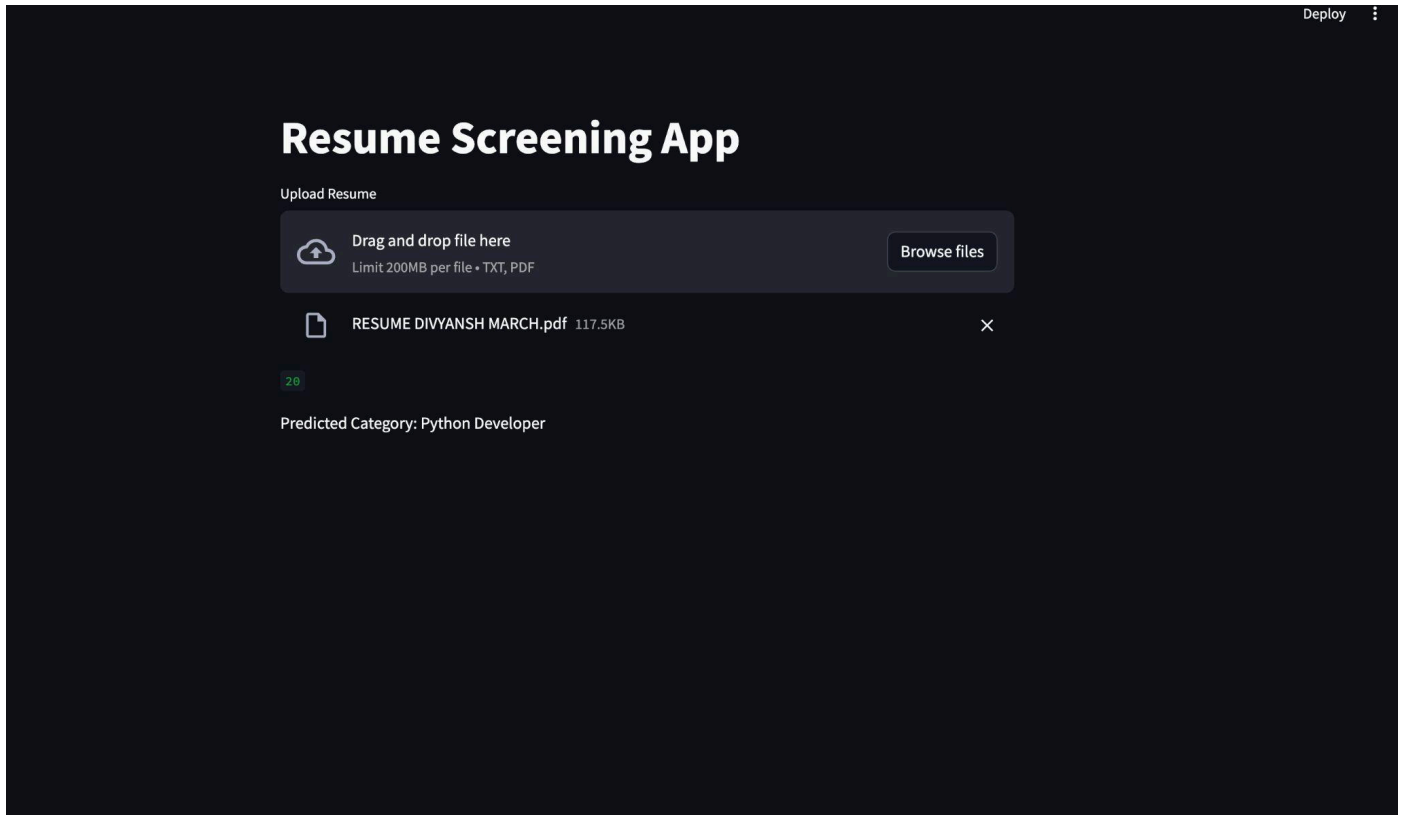 Deploy
Resume Screening App
Upload Resume
Drag and drop file here
Browse files
Limit 200MB per file • TXT, PDF
RESUME DIVYANSH MARCH.pdf 117.5KB
20
Predicted Category: Python Developer